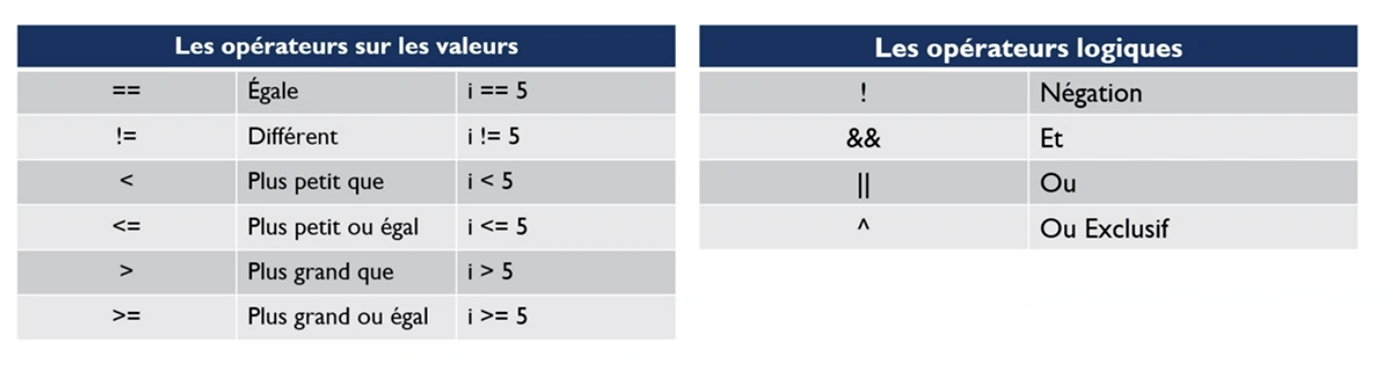 Les opérateurs sur les valeurs
== Égale i == 5
!= Différent i != 5
< Plus petit que i < 5
<= Plus petit ou égal i <= 5
> Plus grand que i > 5
>= Plus grand ou égal i >= 5
Les opérateurs logiques
! Négation
&& Et
|| Ou
^ Ou Exclusif